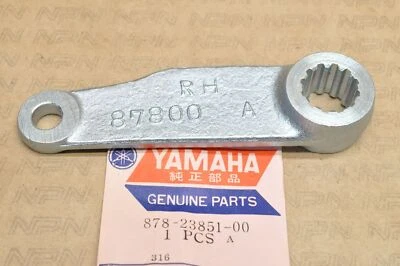 RH
87800 A
YAMAHA
純正部品
GENUINE PARTS
878-23851-00
1 PCS A
316